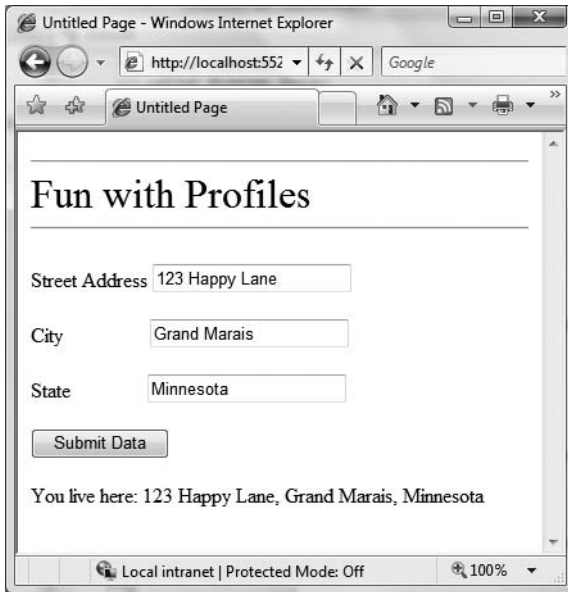 Untitled Page - Windows Internet Explorer
http://localhost:552
Google
Untitled Page
Fun with Profiles
Street Address 123 Happy Lane
City Grand Marais
State Minnesota
Submit Data
You live here: 123 Happy Lane, Grand Marais, Minnesota
Local intranet | Protected Mode: Off 100%